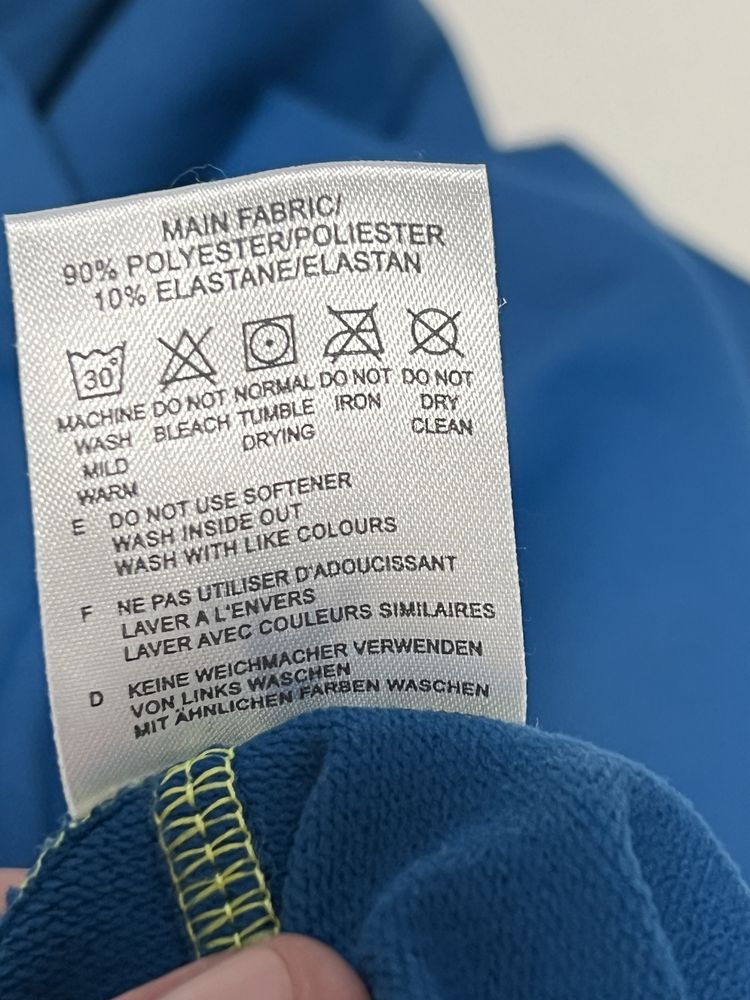 MAIN FABRIC/
90% POLYESTER/POLIESTER
10% ELASTANE/ELASTAN
30°
MACHINE WASH MILD WARM
DO NOT BLEACH
NORMAL TUMBLE DRYING
DO NOT IRON
DO NOT DRY CLEAN
E DO NOT USE SOFTENER
WASH INSIDE OUT
WASH WITH LIKE COLOURS
F NE PAS UTILISER D'ADOUCISSANT
LAVER A L'ENVERS
LAVER AVEC COULEURS SIMILAIRES
D KEINE WEICHMACHER VERWENDEN
VON LINKS WASCHEN
MIT ÄHNLICHEN FARBEN WASCHEN